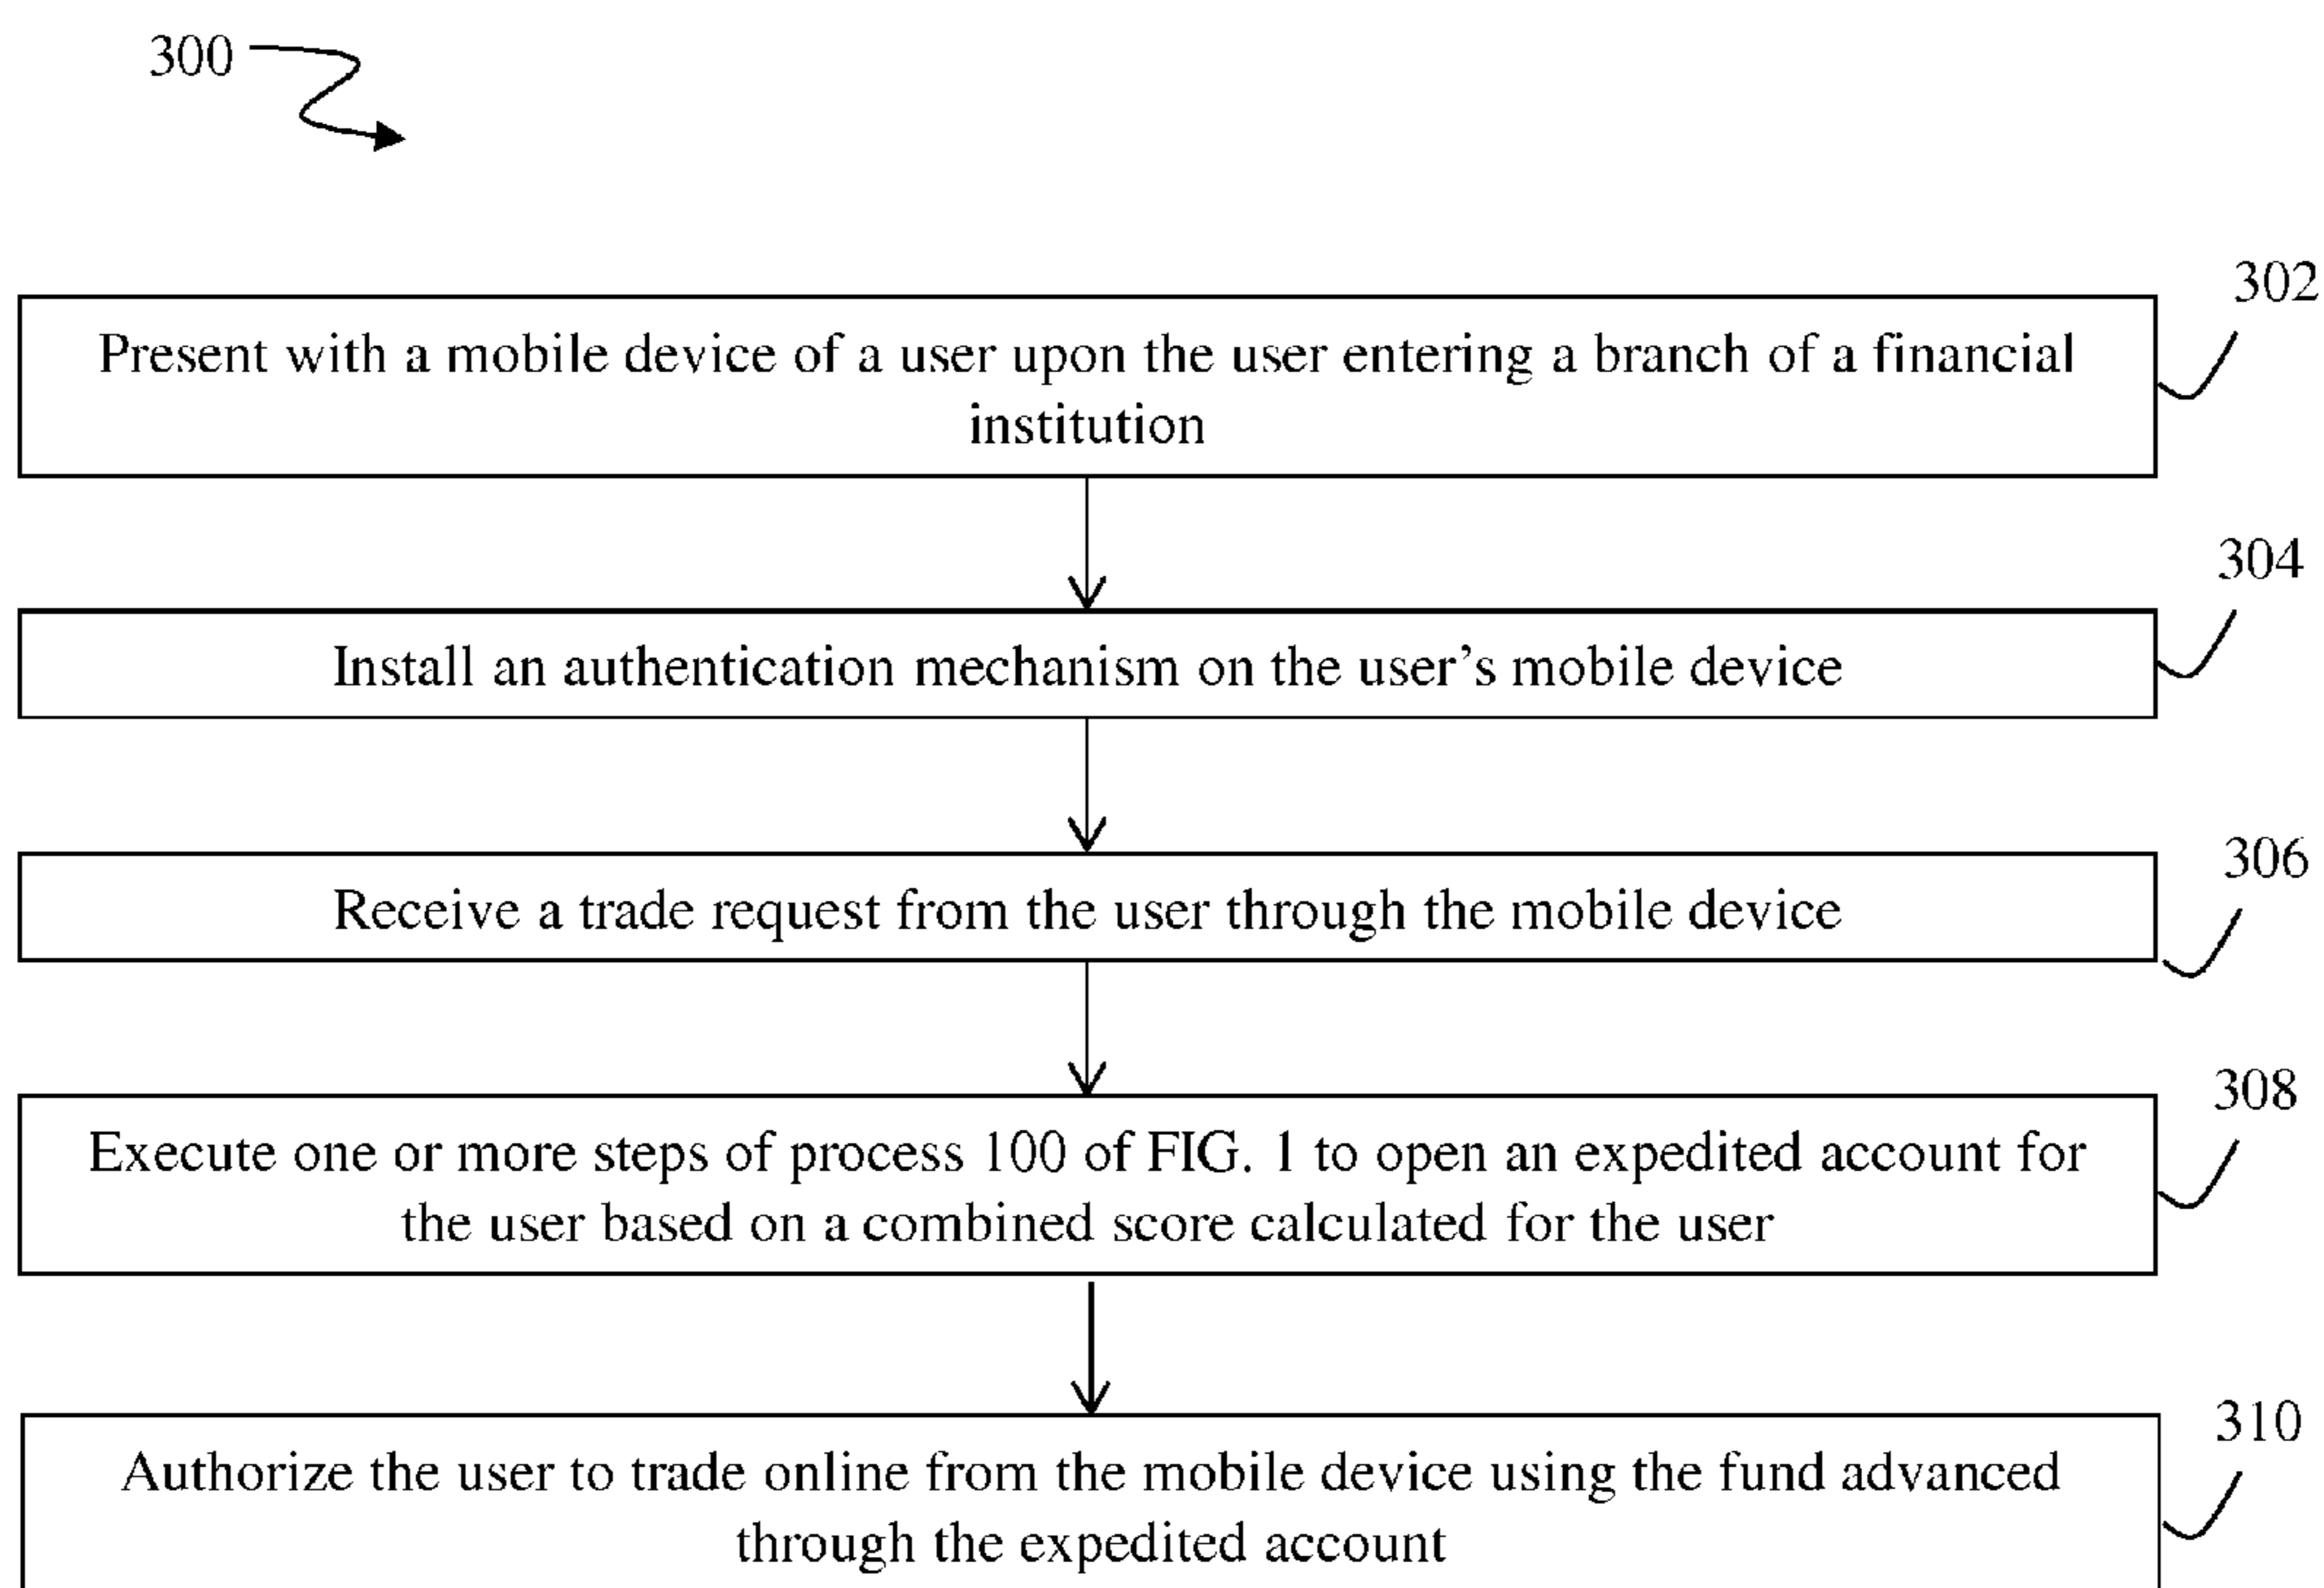 300
302
Present with a mobile device of a user upon the user entering a branch of a financial
institution
304
Install an authentication mechanism on the user's mobile device
306
Receive a trade request from the user through the mobile device
308
Execute one or more steps of process 100 of FIG. 1 to open an expedited account for
the user based on a combined score calculated for the user
310
Authorize the user to trade online from the mobile device using the fund advanced
through the expedited account